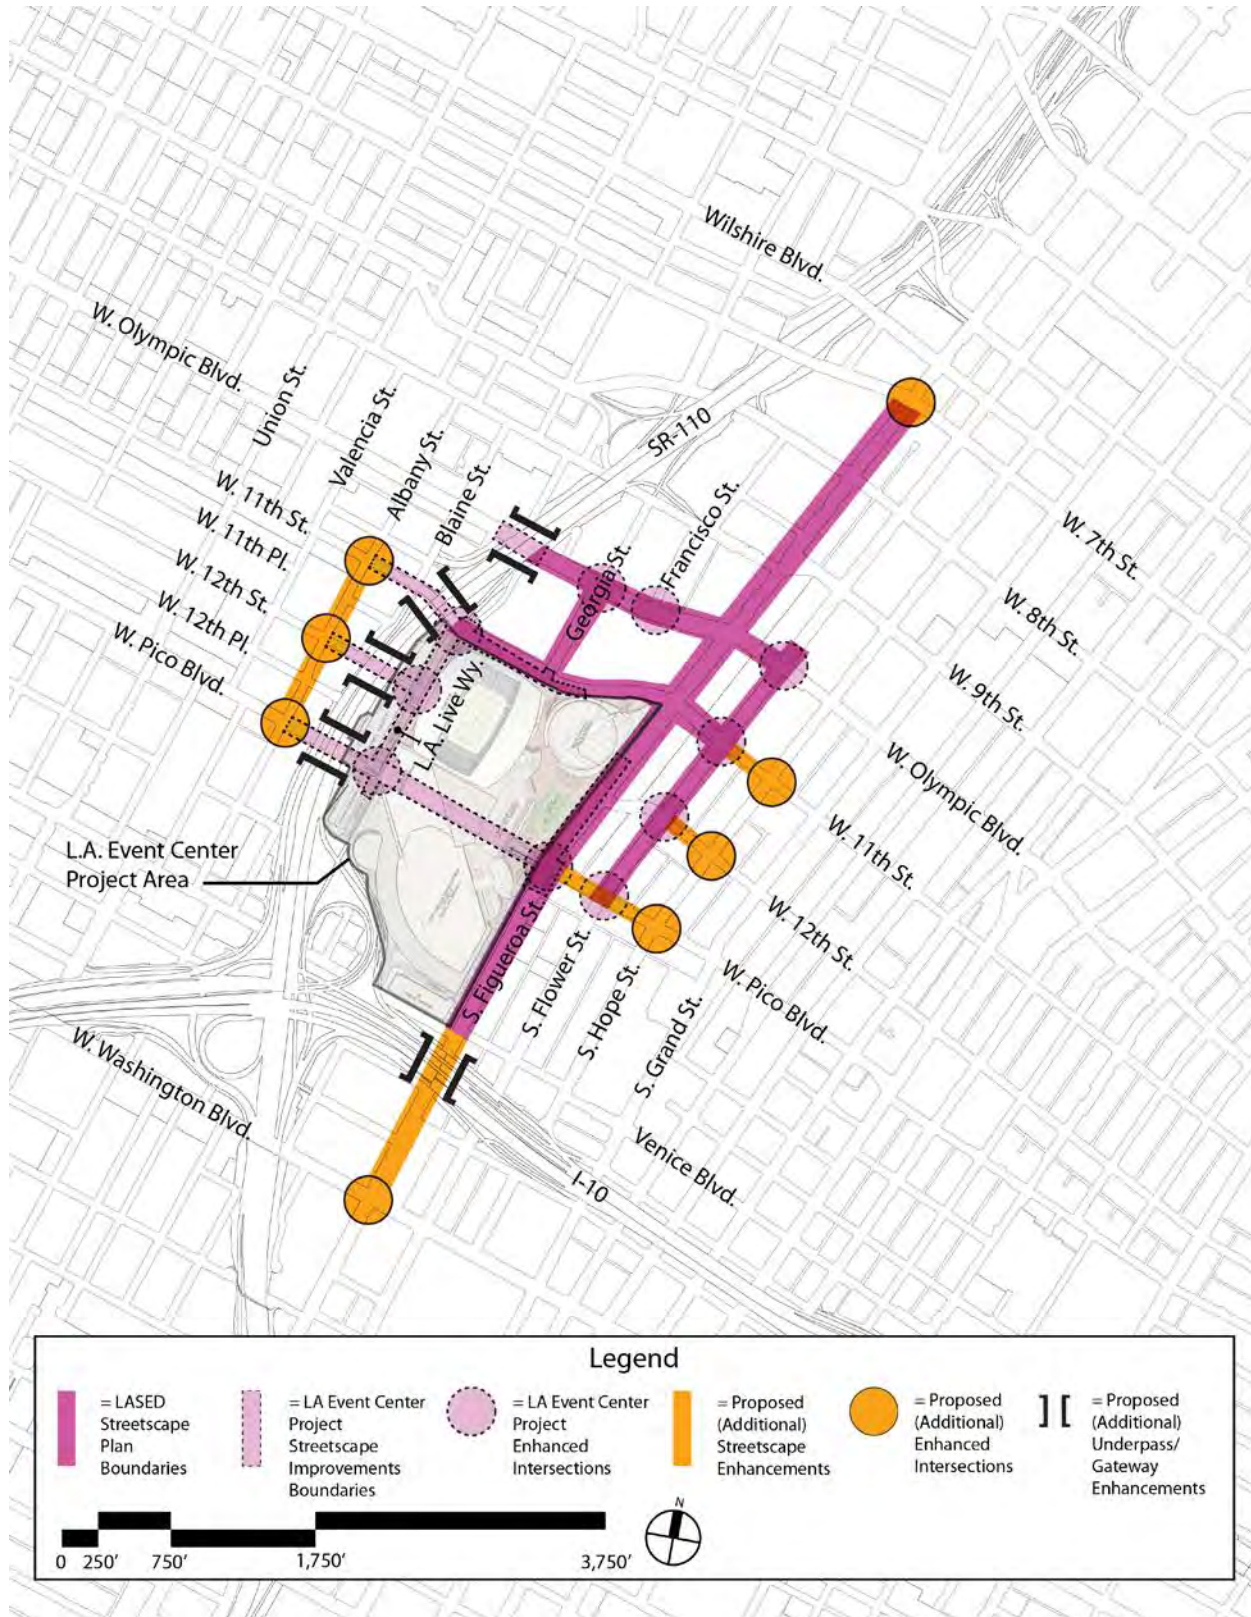 Wilshire Blvd.
W. Olympic Blvd.
Union St.
Valencia St.
Albany St.
Blaine St.
SR-110
Francisco St.
Georgia St.
W. 11th St.
W. 11th Pl.
W. 12th St.
W. 12th Pl.
W. Pico Blvd.
L.A. Live Wy.
W. 7th St.
W. 8th St.
W. 9th St.
W. Olympic Blvd.
W. 11th St.
W. 12th St.
W. Pico Blvd.
L.A. Event Center
Project Area
S. Figueroa St.
S. Flower St.
S. Hope St.
S. Grand St.
Venice Blvd.
W. Washington Blvd.
I-10
Legend
= LASED
Streetscape
Plan
Boundaries
= LA Event Center
Project
Streetscape
Improvements
Boundaries
= LA Event Center
Project
Enhanced
Intersections
= Proposed
(Additional)
Streetscape
Enhancements
= Proposed
(Additional)
Enhanced
Intersections
= Proposed
(Additional)
Underpass/
Gateway
Enhancements
0 250' 750' 1,750' 3,750'
N